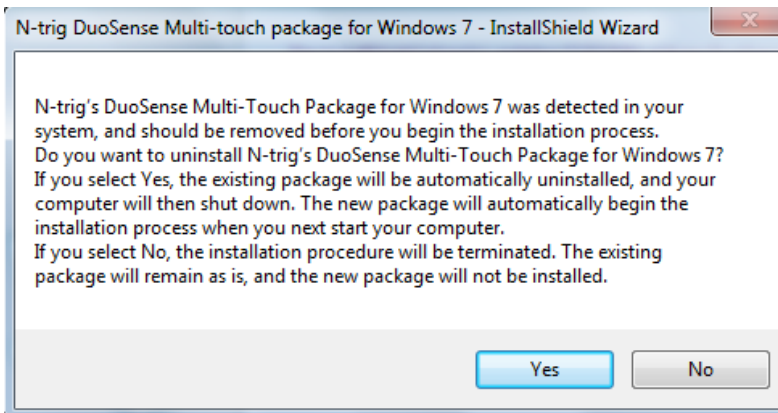 N-trig DuoSense Multi-touch package for Windows 7 - InstallShield Wizard
N-trig's DuoSense Multi-Touch Package for Windows 7 was detected in your
system, and should be removed before you begin the installation process.
Do you want to uninstall N-trig's DuoSense Multi-Touch Package for Windows 7?
If you select Yes, the existing package will be automatically uninstalled, and your
computer will then shut down. The new package will automatically begin the
installation process when you next start your computer.
If you select No, the installation procedure will be terminated. The existing
package will remain as is, and the new package will not be installed.
Yes No